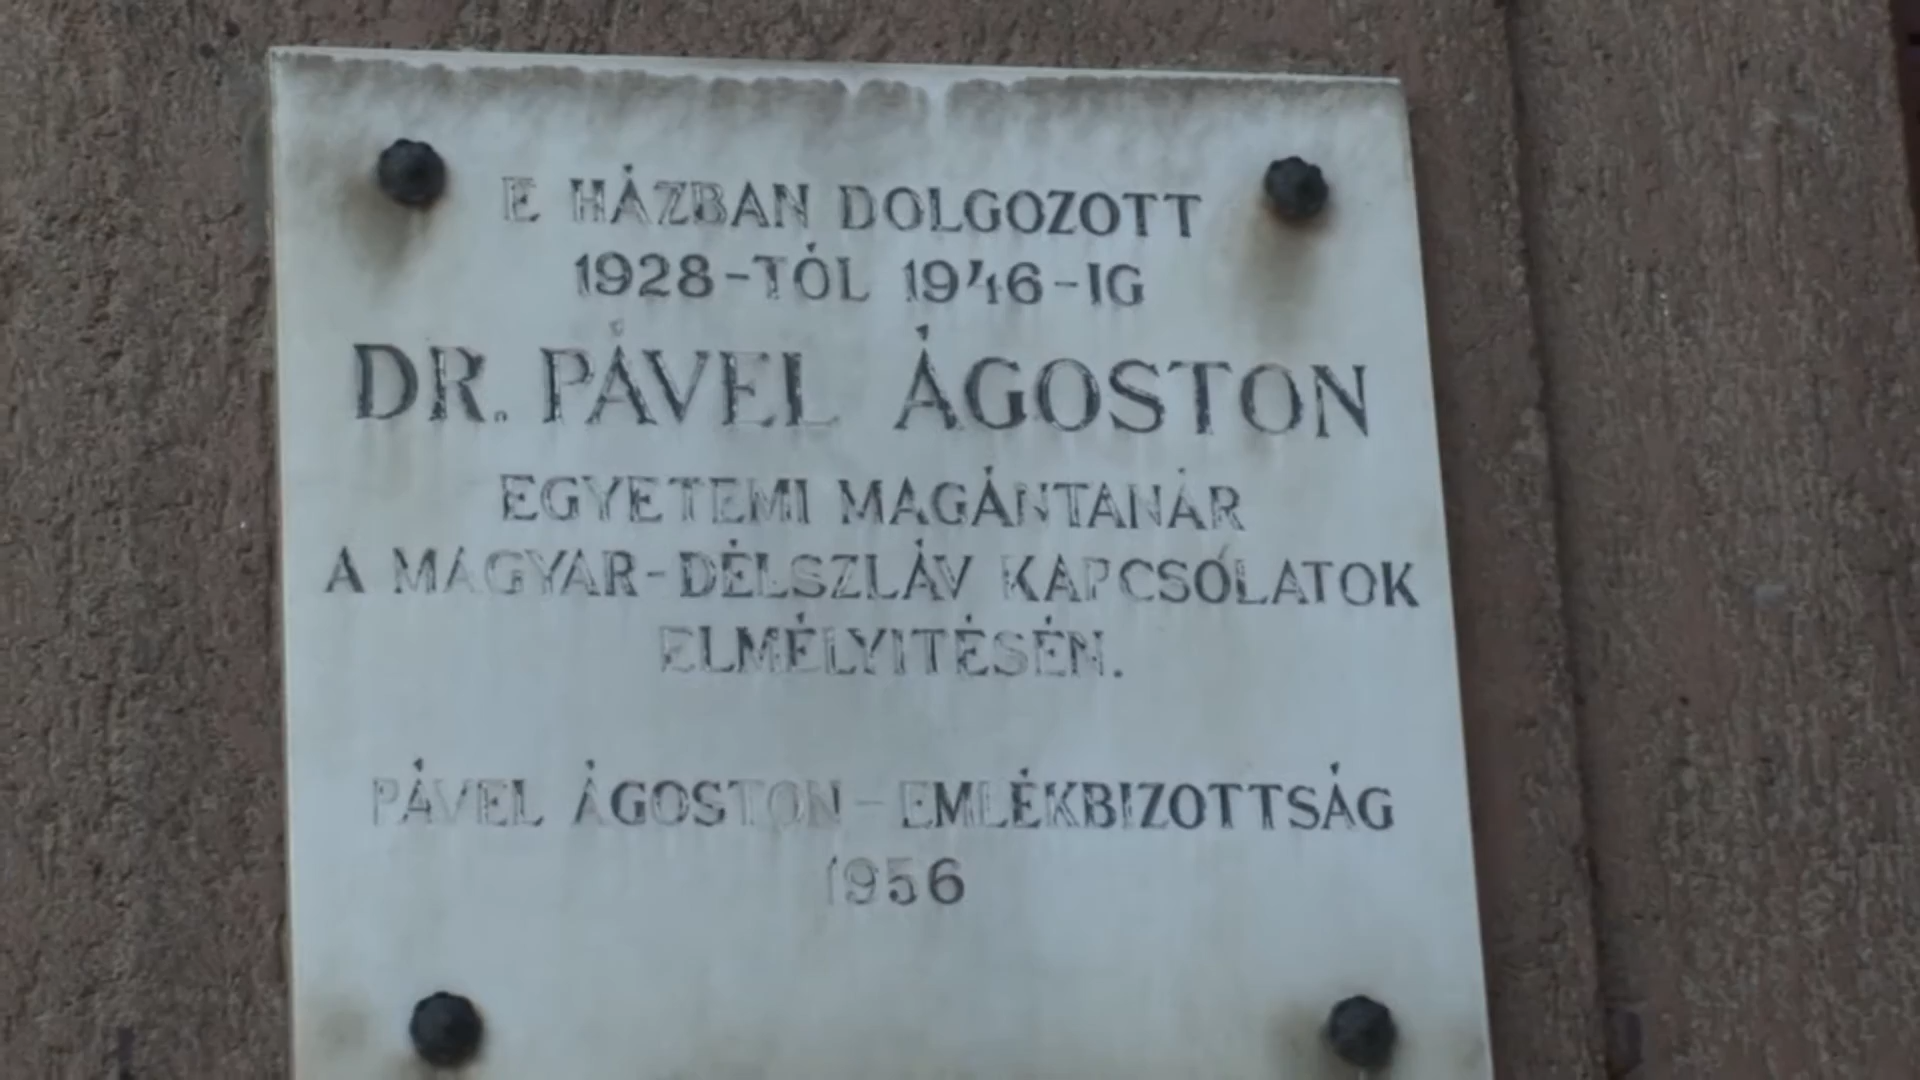 E HÁZBAN DOLGOZOTT
1928-TÓL 1946-IG
DR. PÁVEL ÁGOSTON
EGYETEMI MAGÁNTANÁR
A MAGYAR-DÉLSZLÁV KAPCSOLATOK
ELMÉLYITÉSÉN.
PÁVEL ÁGOSTON-EMLÉKBIZOTTSÁG
1956